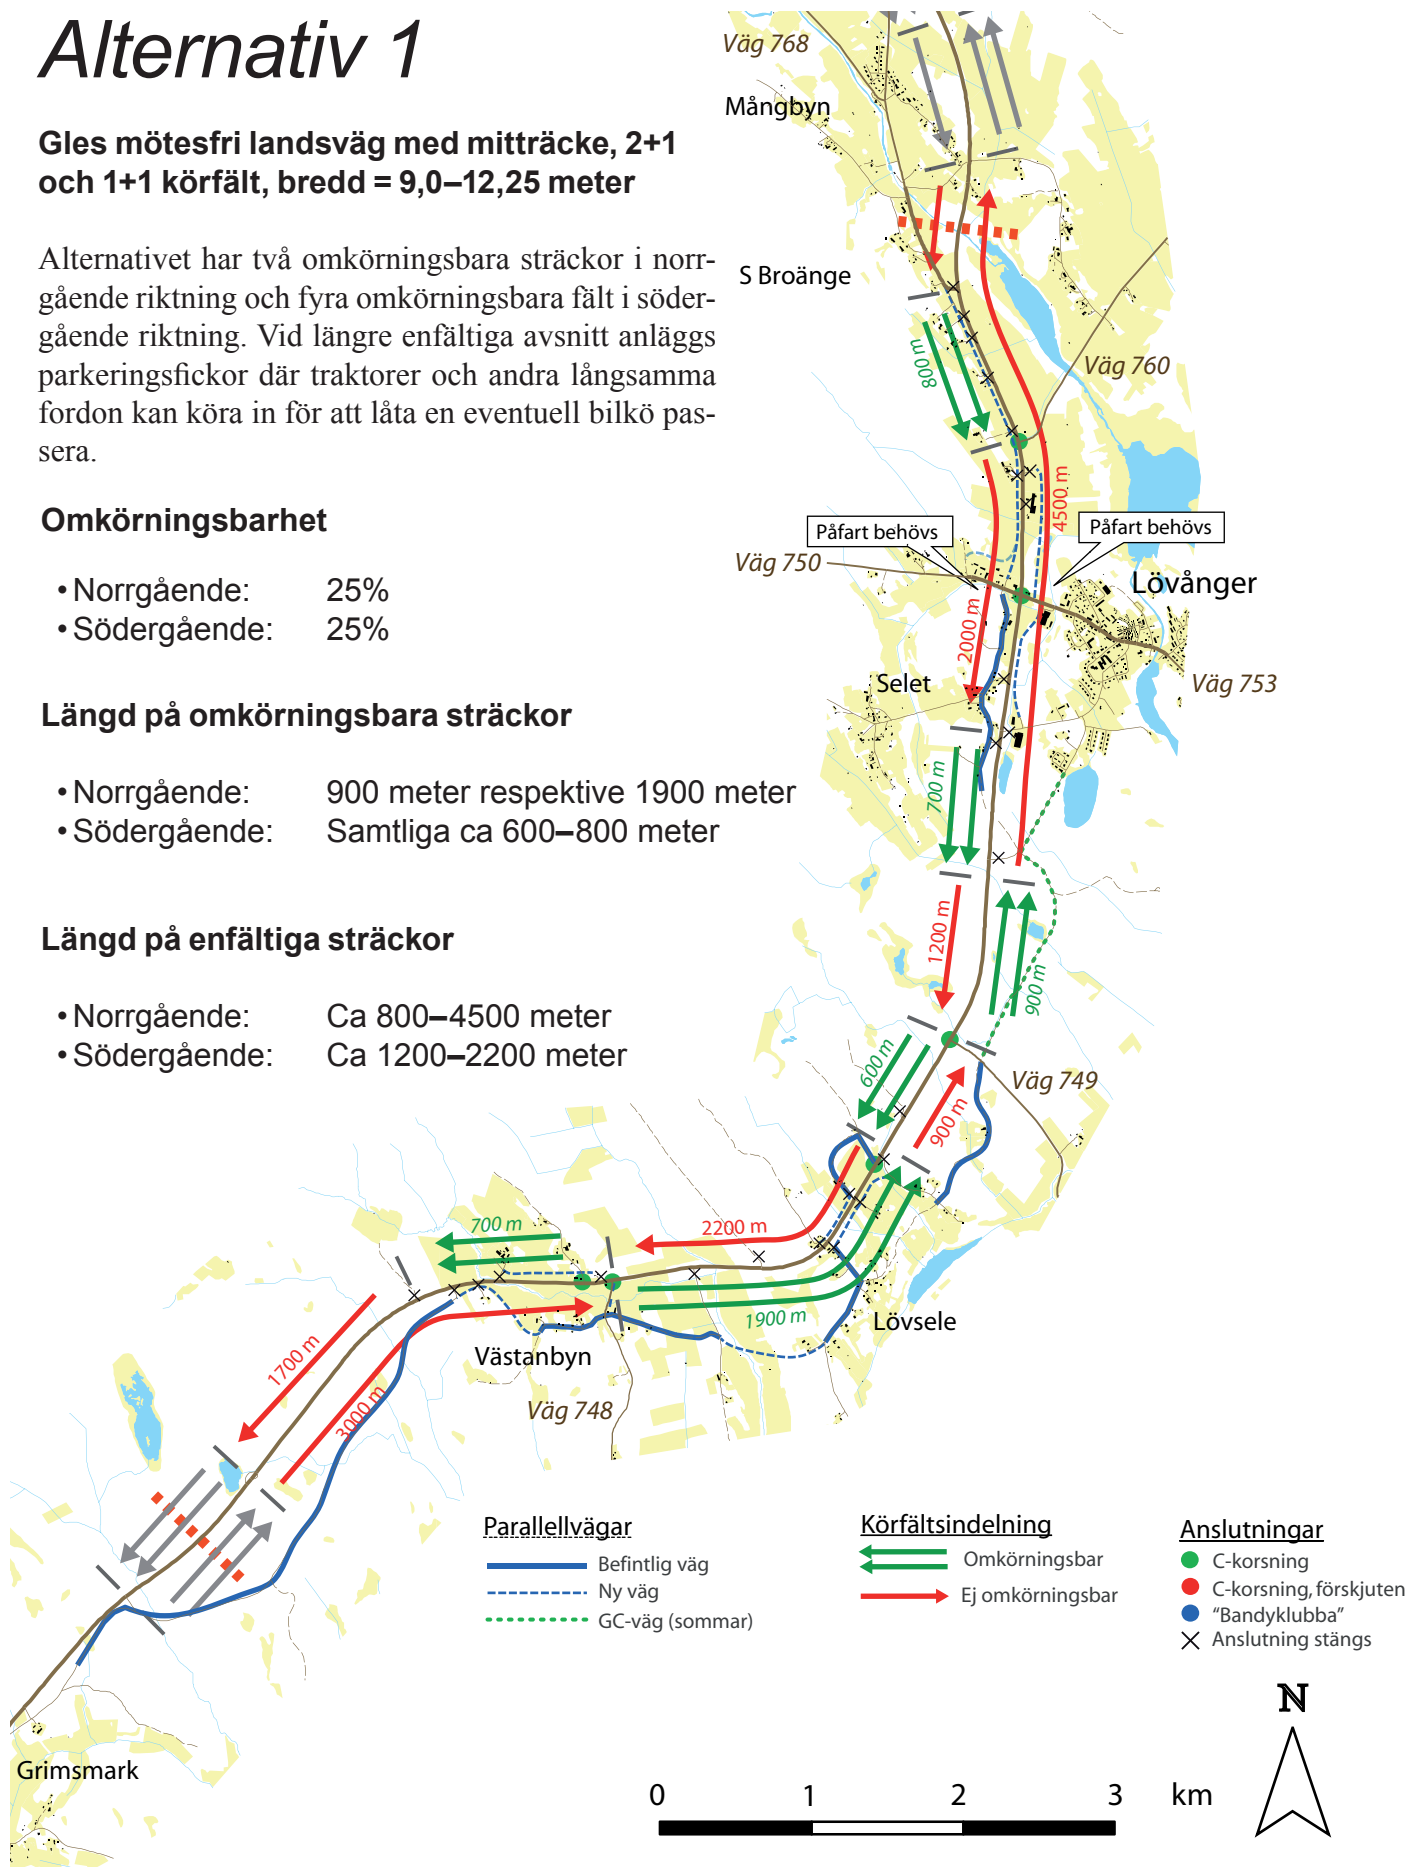 Alternativ 1
Gles mötesfri landsväg med mitträcke, 2+1
och 1+1 körfält, bredd = 9,0–12,25 meter
Alternativet har två omkörningsbara sträckor i norr-
gående riktning och fyra omkörningsbara fält i söder-
gående riktning. Vid längre enfältiga avsnitt anläggs
parkeringsfickor där traktorer och andra långsamma
fordon kan köra in för att låta en eventuell bilkö pas-
sera.
Omkörningsbarhet
• Norrgående: 25%
• Södergående: 25%
Längd på omkörningsbara sträckor
• Norrgående: 900 meter respektive 1900 meter
• Södergående: Samtliga ca 600–800 meter
Längd på enfältiga sträckor
• Norrgående: Ca 800–4500 meter
• Södergående: Ca 1200–2200 meter
Väg 768
Mångbyn
S Broänge
800 m
Väg 760
4500 m
Påfart behövs
Påfart behövs
Väg 750
Lövånger
2000 m
Selet
Väg 753
700 m
1200 m
900 m
600 m
Väg 749
900 m
700 m
2200 m
1900 m
Lövsele
Västanbyn
1700 m
3000 m
Väg 748
Grimsmark
Parallellvägar
Befintlig väg
Ny väg
GC-väg (sommar)
Körfältsindelning
Omkörningsbar
Ej omkörningsbar
Anslutningar
C-korsning
C-korsning, förskjuten
“Bandyklubba”
Anslutning stängs
N
0 1 2 3 km